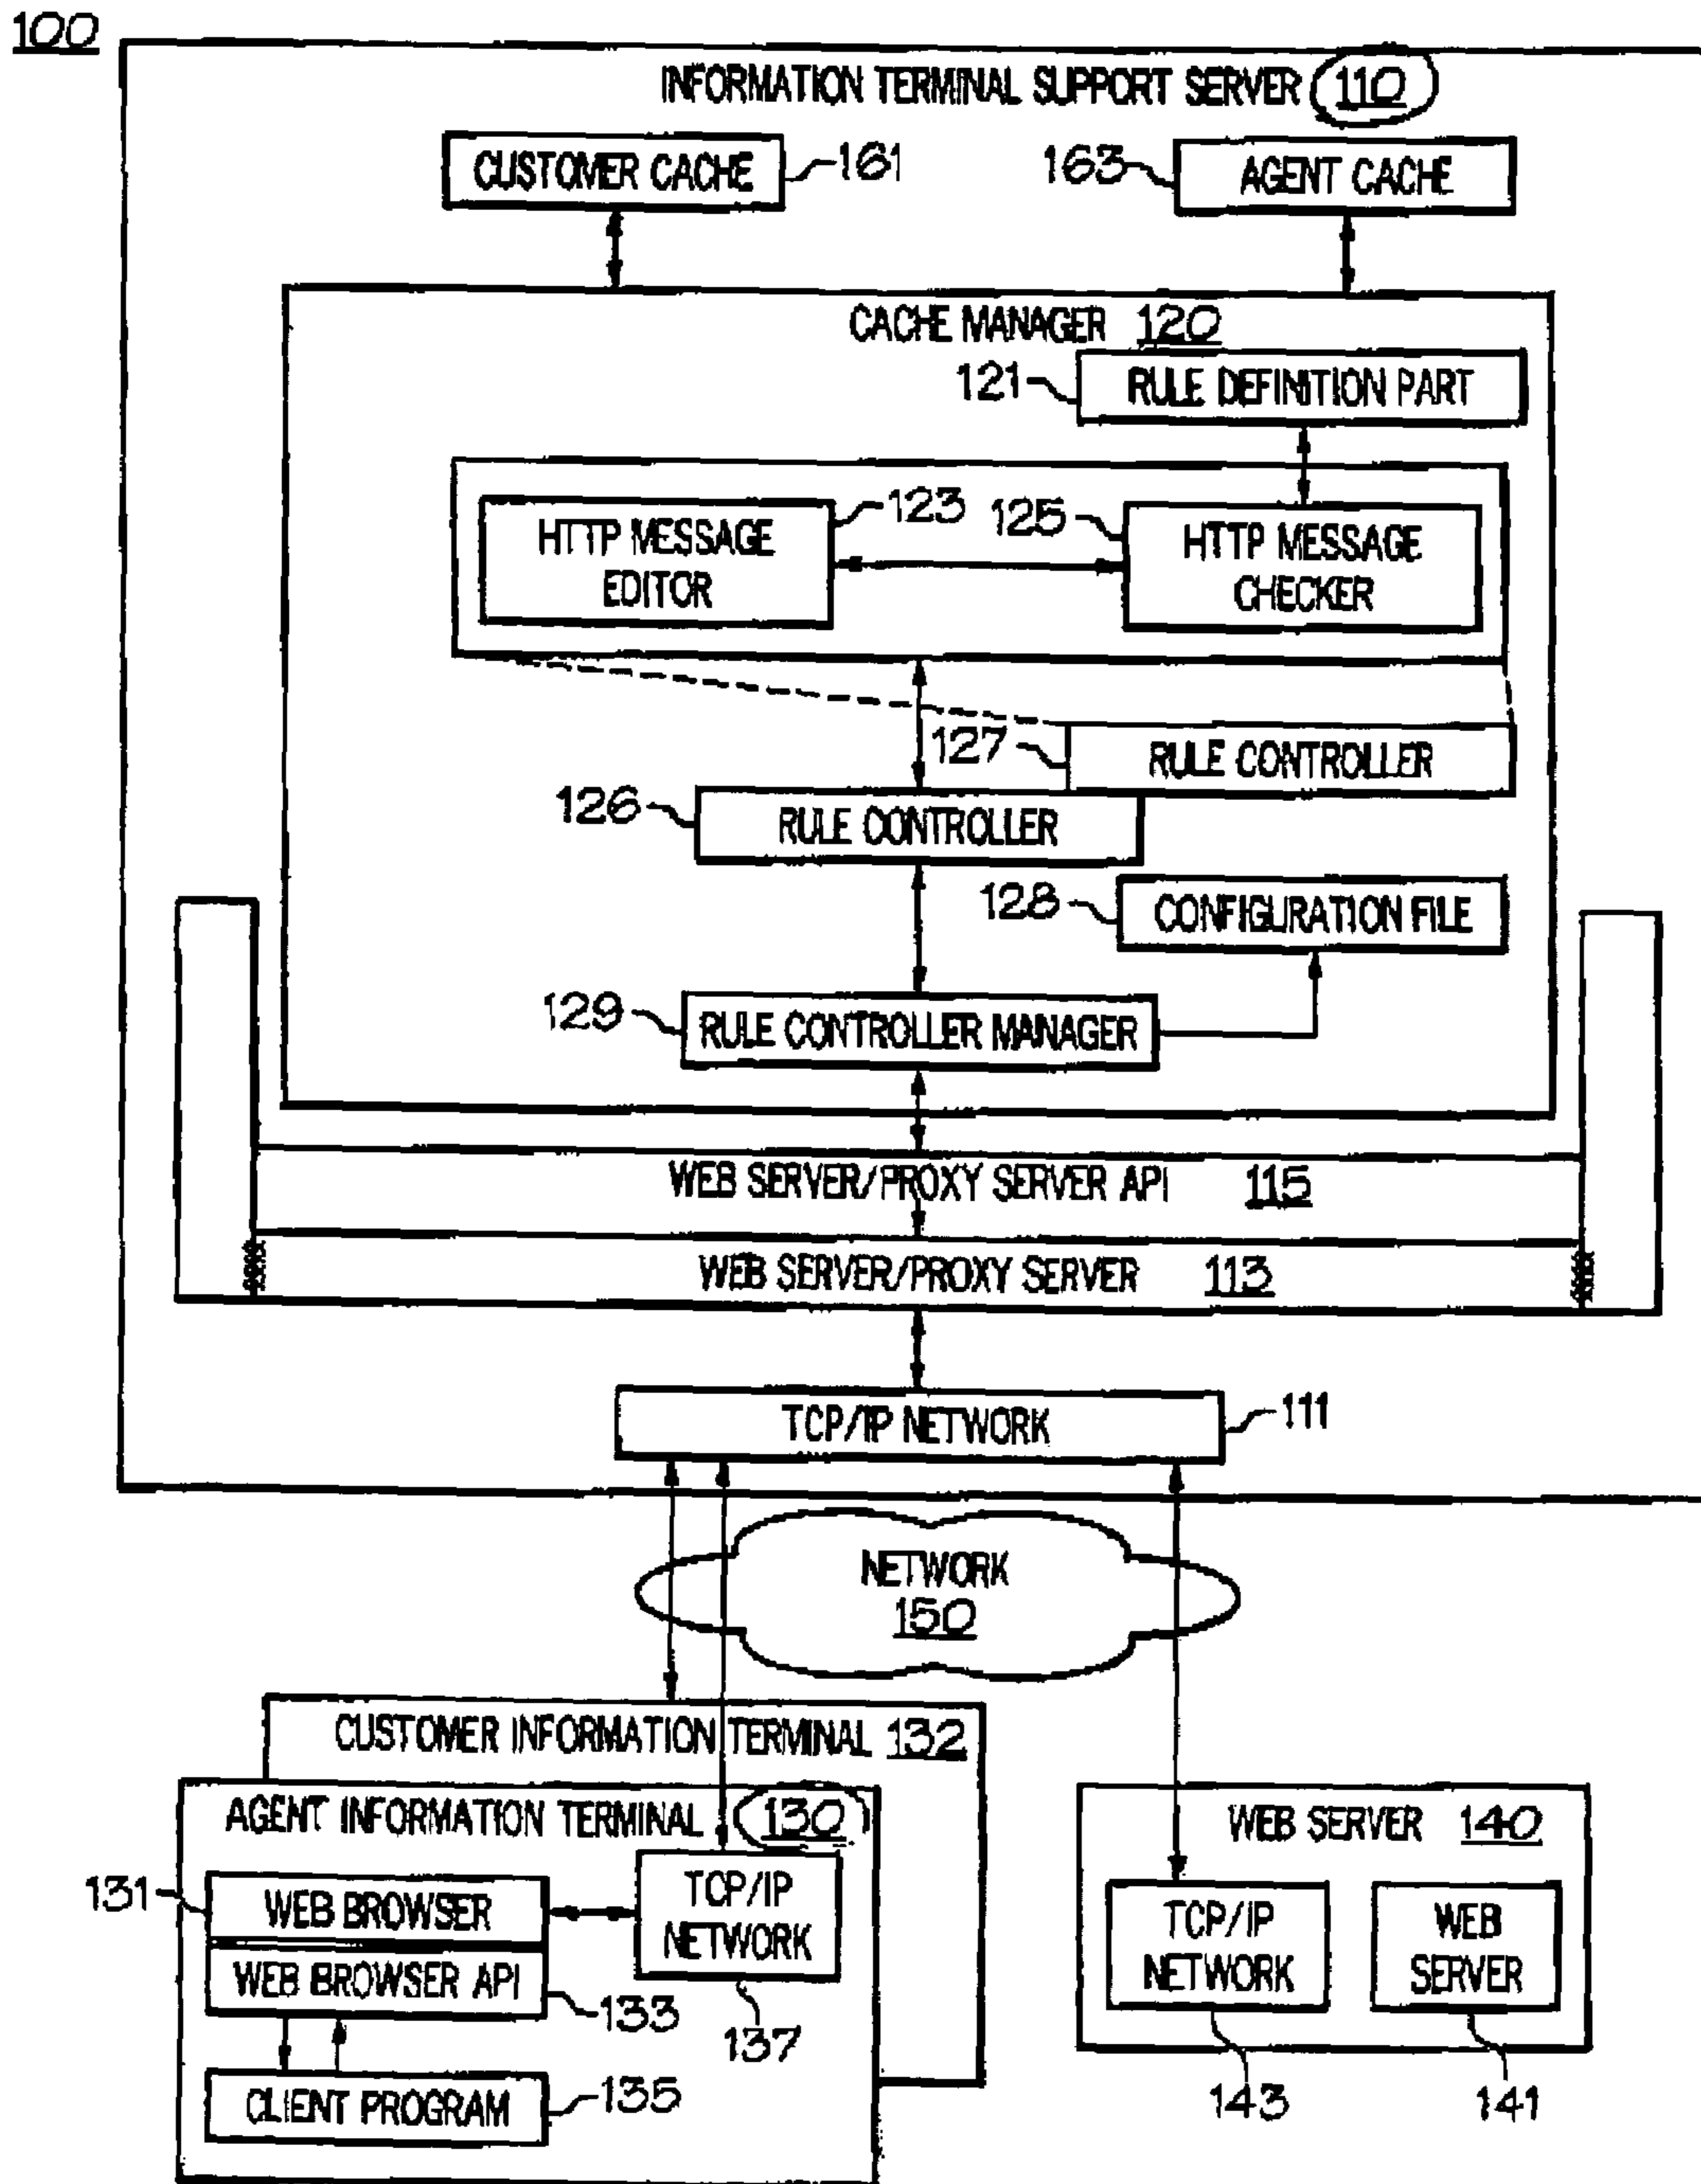 100
INFORMATION TERMINAL SUPPORT SERVER 110
CUSTOMER CACHE
161
163
AGENT CACHE
CACHE MANAGER 120
121
RULE DEFINITION PART
HTTP MESSAGE
EDITOR
123
125
HTTP MESSAGE
CHECKER
127
RULE CONTROLLER
126
RULE CONTROLLER
128
CONFIGURATION FILE
129
RULE CONTROLLER MANAGER
WEB SERVER/PROXY SERVER API 115
WEB SERVER/PROXY SERVER 113
TCP/IP NETWORK
111
NETWORK
150
CUSTOMER INFORMATION TERMINAL 132
AGENT INFORMATION TERMINAL 130
131
WEB BROWSER
TCP/IP
NETWORK
WEB BROWSER API
133
137
CLIENT PROGRAM
135
WEB SERVER 140
TCP/IP
NETWORK
WEB
SERVER
143
141